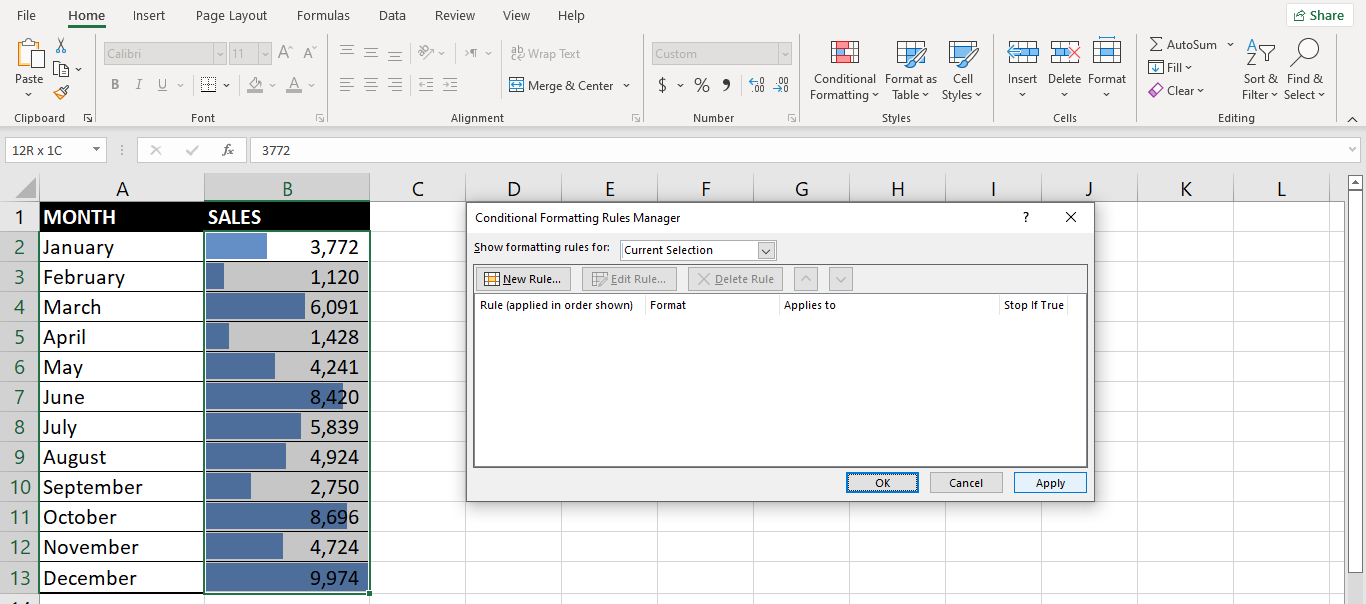 File Home Insert Page Layout Formulas Data Review View Help Share
Paste
Calibri 11
ab Wrap Text
Merge & Center
Custom
$ % 9
Conditional Formatting
Format as Table
Cell Styles
Insert Delete Format
AutoSum
Fill
Clear
Sort & Filter
Find & Select
B I U A
Clipboard Font Alignment Number Styles Cells Editing
12R x 1C fx 3772
A B C D E F G H I J K L
1 MONTH SALES
2 January 3,772
3 February 1,120
4 March 6,091
5 April 1,428
6 May 4,241
7 June 8,420
8 July 5,839
9 August 4,924
10 September 2,750
11 October 8,696
12 November 4,724
13 December 9,974
Conditional Formatting Rules Manager ?
Show formatting rules for: Current Selection
New Rule... Edit Rule... Delete Rule
Rule (applied in order shown) Format Applies to Stop If True
OK Cancel Apply